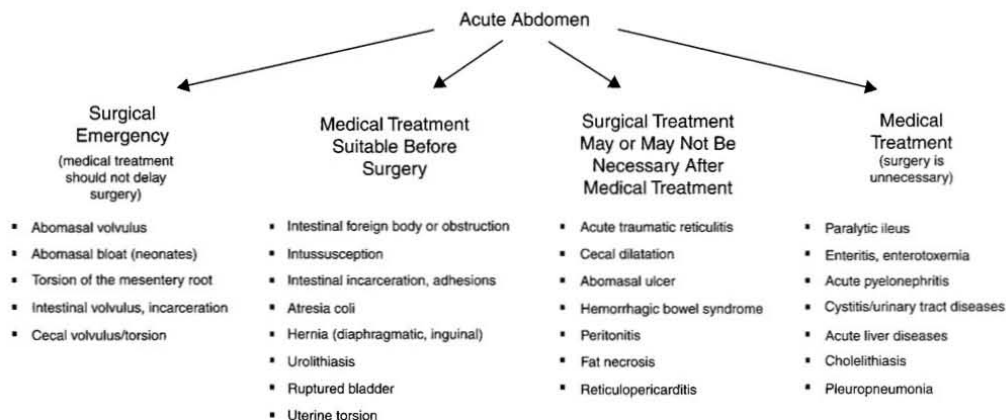 Acute Abdomen
Surgical
Emergency
(medical treatment
should not delay
surgery)
▪ Abomasal volvulus
▪ Abomasal bloat (neonates)
▪ Torsion of the mesentery root
▪ Intestinal volvulus, incarceration
▪ Cecal volvulus/torsion
Medical Treatment
Suitable Before
Surgery
▪ Intestinal foreign body or obstruction
▪ Intussusception
▪ Intestinal incarceration, adhesions
▪ Atresia coli
▪ Hernia (diaphragmatic, inguinal)
▪ Urolithiasis
▪ Ruptured bladder
▪ Uterine torsion
Surgical Treatment
May or May Not Be
Necessary After
Medical Treatment
▪ Acute traumatic reticulitis
▪ Cecal dilatation
▪ Abomasal ulcer
▪ Hemorrhagic bowel syndrome
▪ Peritonitis
▪ Fat necrosis
▪ Reticulopericarditis
Medical
Treatment
(surgery is
unnecessary)
▪ Paralytic ileus
▪ Enteritis, enterotoxemia
▪ Acute pyelonephritis
▪ Cystitis/urinary tract diseases
▪ Acute liver diseases
▪ Cholelithiasis
▪ Pleuropneumonia